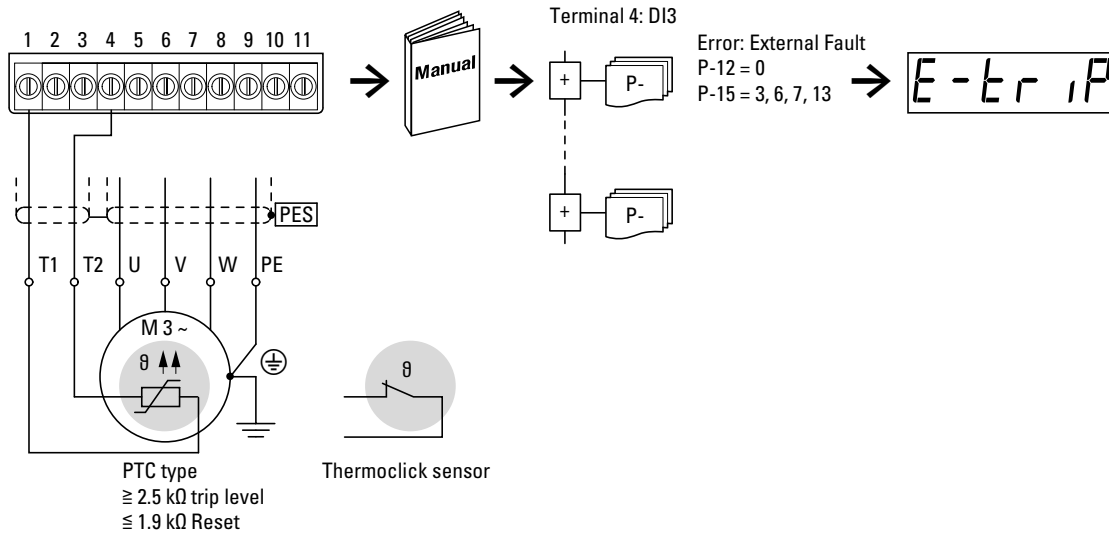 1 2 3 4 5 6 7 8 9 10 11
Manual
Terminal 4: DI3
+
P-
+
P-
Error: External Fault
P-12 = 0
P-15 = 3, 6, 7, 13
E-triP
PES
T1 T2 U V W PE
M 3 ~
ϑ
ϑ
PTC type
≧ 2.5 kΩ trip level
≦ 1.9 kΩ Reset
Thermoclick sensor